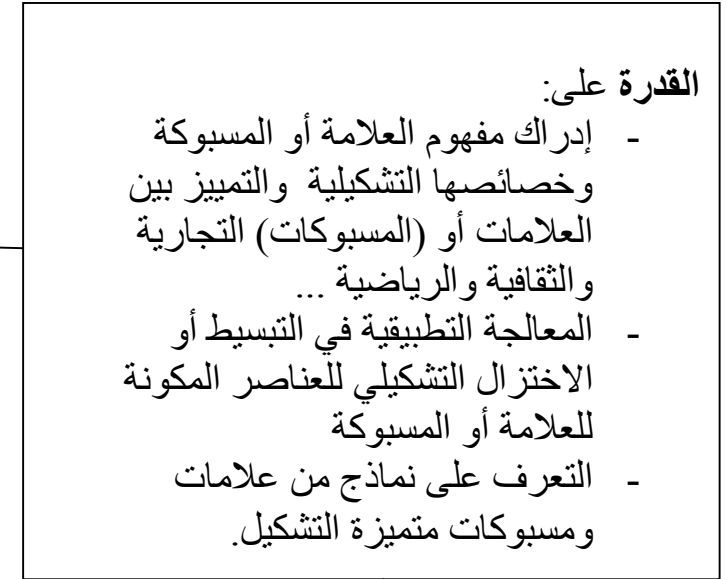 القدرة على:
- إدراك مفهوم العلامة أو المسبوكة
وخصائصها التشكيلية والتمييز بين
العلامات أو (المسبوكات) التجارية
والثقافية والرياضية ...
- المعالجة التطبيقية في التبسيط أو
الاختزال التشكيلي للعناصر المكونة
للعلامة أو المسبوكة
- التعرف على نماذج من علامات
ومسبوكات متميزة التشكيل.